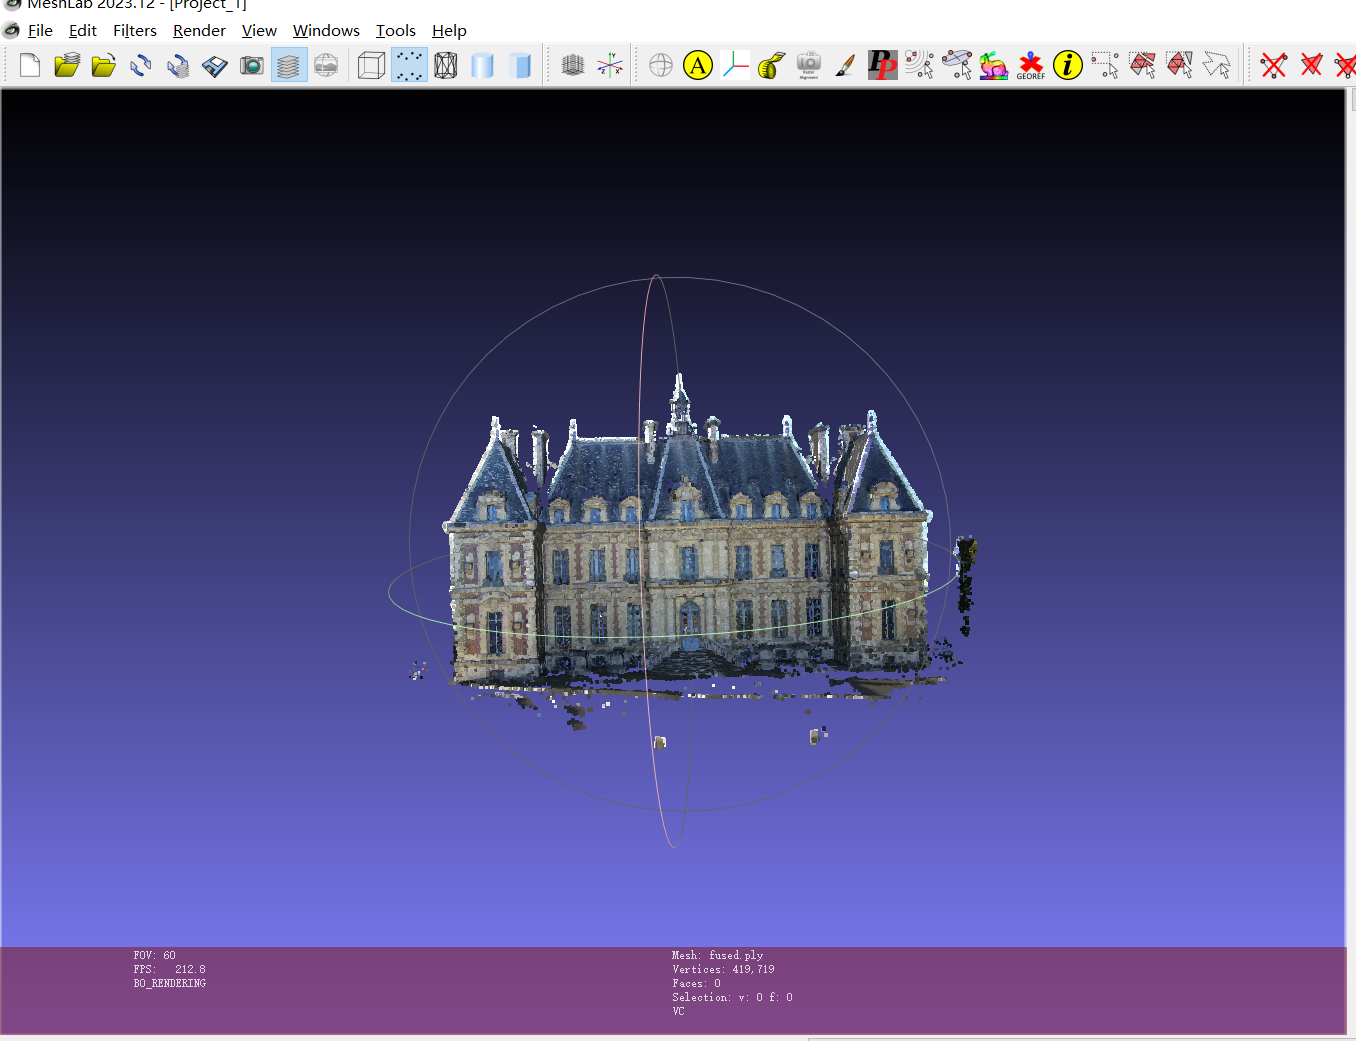 MeshLab 2023.12 - [Project_1]
File Edit Filters Render View Windows Tools Help
A
PP
GEOREF
i
FOV: 60
FPS: 212.8
BO_RENDERING
Mesh: fused.ply
Vertices: 419,719
Faces: 0
Selection: v: 0 f: 0
VC